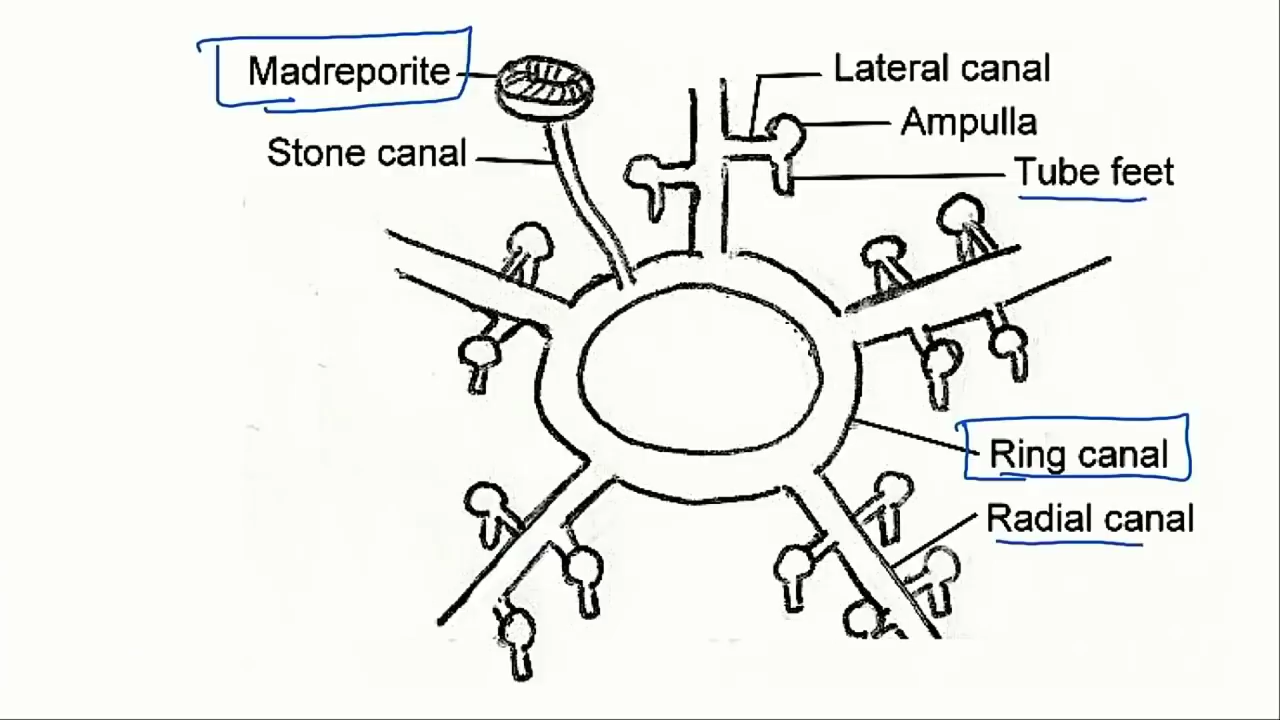 Madreporite
Stone canal
Lateral canal
Ampulla
Tube feet
Ring canal
Radial canal